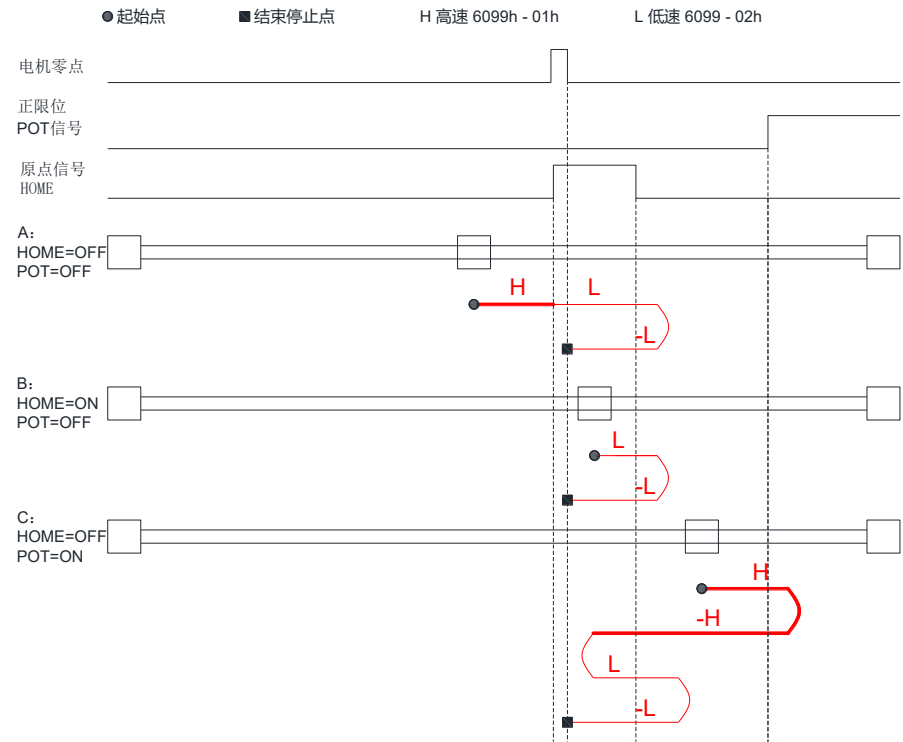 起始点 结束停止点 H 高速 6099h - 01h L 低速 6099 - 02h
电机零点
正限位
POT信号
原点信号
HOME
A:
HOME=OFF
POT=OFF
H L
-L
B:
HOME=ON
POT=OFF
L
-L
C:
HOME=OFF
POT=ON
H
-H
L
-L